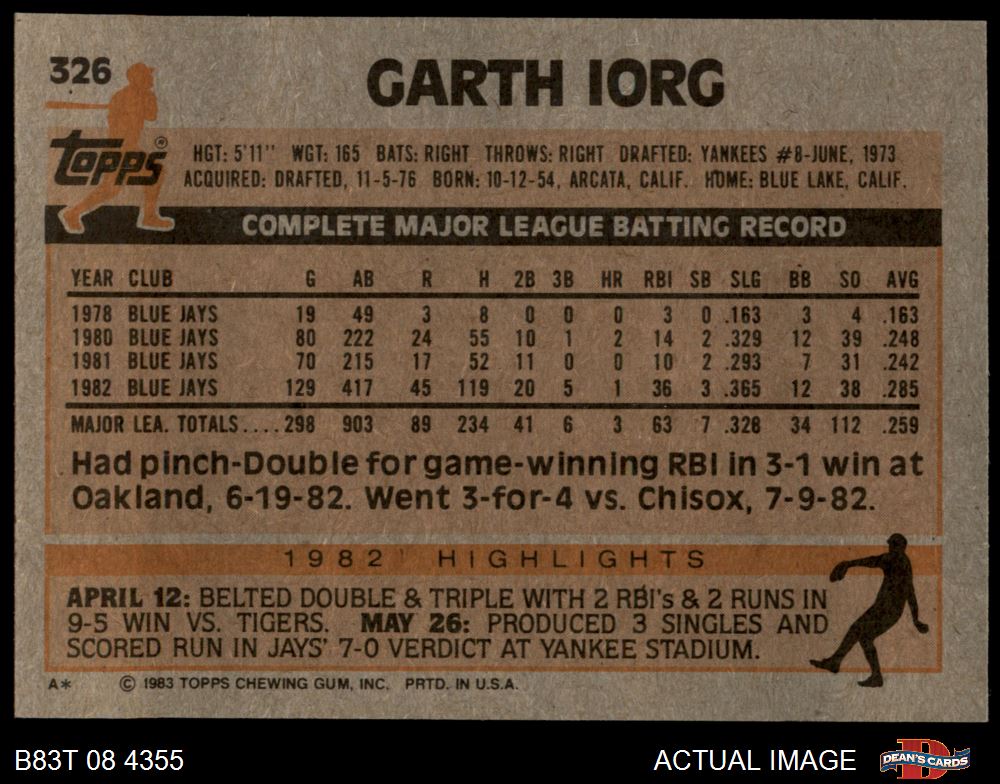 326
GARTH IORG
Topps®
HGT: 5'11" WGT: 165 BATS: RIGHT THROWS: RIGHT DRAFTED: YANKEES #8-JUNE, 1973
ACQUIRED: DRAFTED, 11-5-76 BORN: 10-12-54, ARCATA, CALIF. HOME: BLUE LAKE, CALIF.
COMPLETE MAJOR LEAGUE BATTING RECORD
YEAR CLUB G AB R H 2B 3B HR RBI SB SLG BB SO AVG
1978 BLUE JAYS 19 49 3 8 0 0 0 3 0 .163 3 4 .163
1980 BLUE JAYS 80 222 24 55 10 1 2 14 2 .329 12 39 .248
1981 BLUE JAYS 70 215 17 52 11 0 0 10 2 .293 7 31 .242
1982 BLUE JAYS 129 417 45 119 20 5 1 36 3 .365 12 38 .285
MAJOR LEA. TOTALS.... 298 903 89 234 41 6 3 63 7 .328 34 112 .259
Had pinch-Double for game-winning RBI in 3-1 win at
Oakland, 6-19-82. Went 3-for-4 vs. Chisox, 7-9-82.
1982 HIGHLIGHTS
APRIL 12: BELTED DOUBLE & TRIPLE WITH 2 RBI's & 2 RUNS IN
9-5 WIN VS. TIGERS. MAY 26: PRODUCED 3 SINGLES AND
SCORED RUN IN JAYS' 7-0 VERDICT AT YANKEE STADIUM.
A* © 1983 TOPPS CHEWING GUM, INC. PRTD. IN U.S.A.
B83T 08 4355 ACTUAL IMAGE DEAN'S CARDS